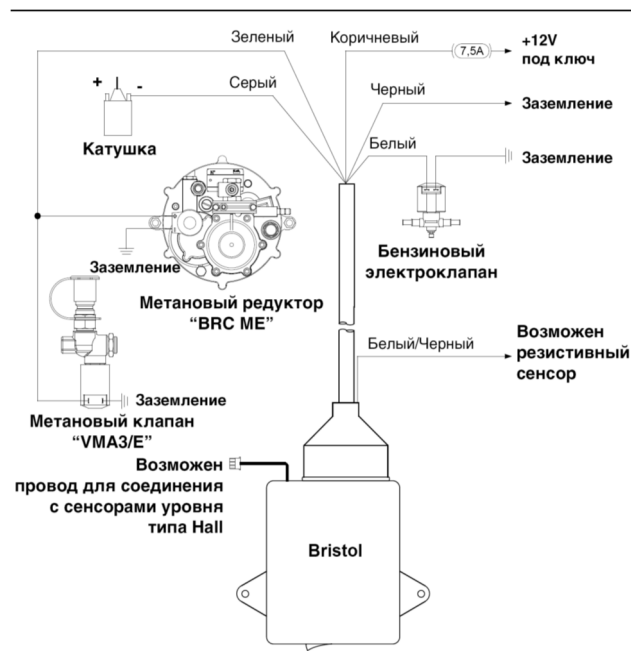 Зеленый
Коричневый
7,5A
+12V
под ключ
Серый
+
-
Катушка
Черный
Заземление
Белый
Заземление
Бензиновый
электроклапан
Заземление
Метановый редуктор
“BRC ME”
Белый/Черный
Возможен
резистивный
сенсор
Заземление
Метановый клапан
“VMA3/E”
Возможен
провод для соединения
с сенсорами уровня
типа Hall
Bristol